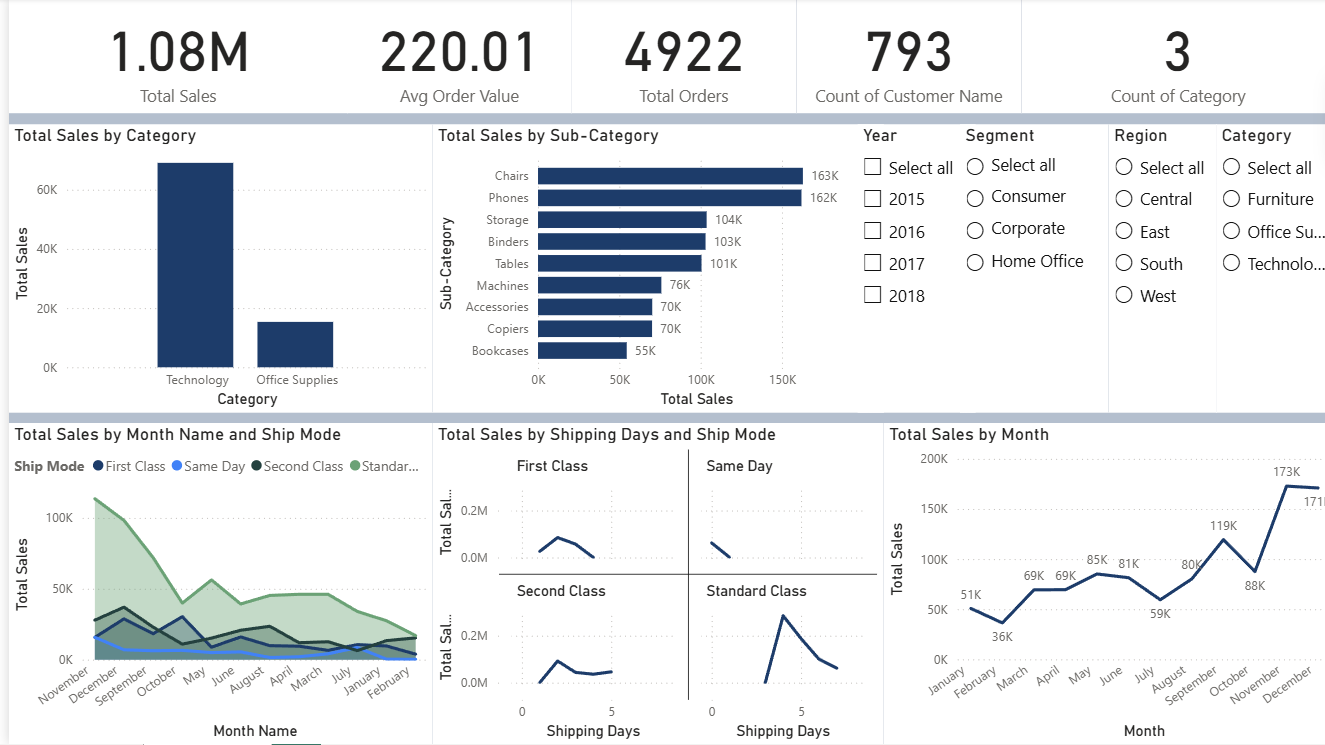 1.08M
Total Sales
220.01
Avg Order Value
4922
Total Orders
793
Count of Customer Name
3
Count of Category
Total Sales by Category
60K
40K
20K
0K
Total Sales
Technology
Office Supplies
Category
Total Sales by Sub-Category
Sub-Category
Chairs 163K
Phones 162K
Storage 104K
Binders 103K
Tables 101K
Machines 76K
Accessories 70K
Copiers 70K
Bookcases 55K
0K 50K 100K 150K
Total Sales
Year
Select all
2015
2016
2017
2018
Segment
Select all
Consumer
Corporate
Home Office
Region
Select all
Central
East
South
West
Category
Select all
Furniture
Office Su...
Technolo...
Total Sales by Month Name and Ship Mode
Ship Mode First Class Same Day Second Class Standar...
100K
50K
0K
Total Sales
November December September October May June August April March July January February
Month Name
Total Sales by Shipping Days and Ship Mode
First Class
Same Day
Total Sal...
0.2M
0.0M
Second Class
Standard Class
Total Sal...
0.2M
0.0M
0 5
0 5
Shipping Days
Shipping Days
Total Sales by Month
200K
150K
100K
50K
0K
Total Sales
51K
36K
69K
69K
85K
81K
59K
80K
119K
88K
173K
171
January February March April May June July August September October November December
Month